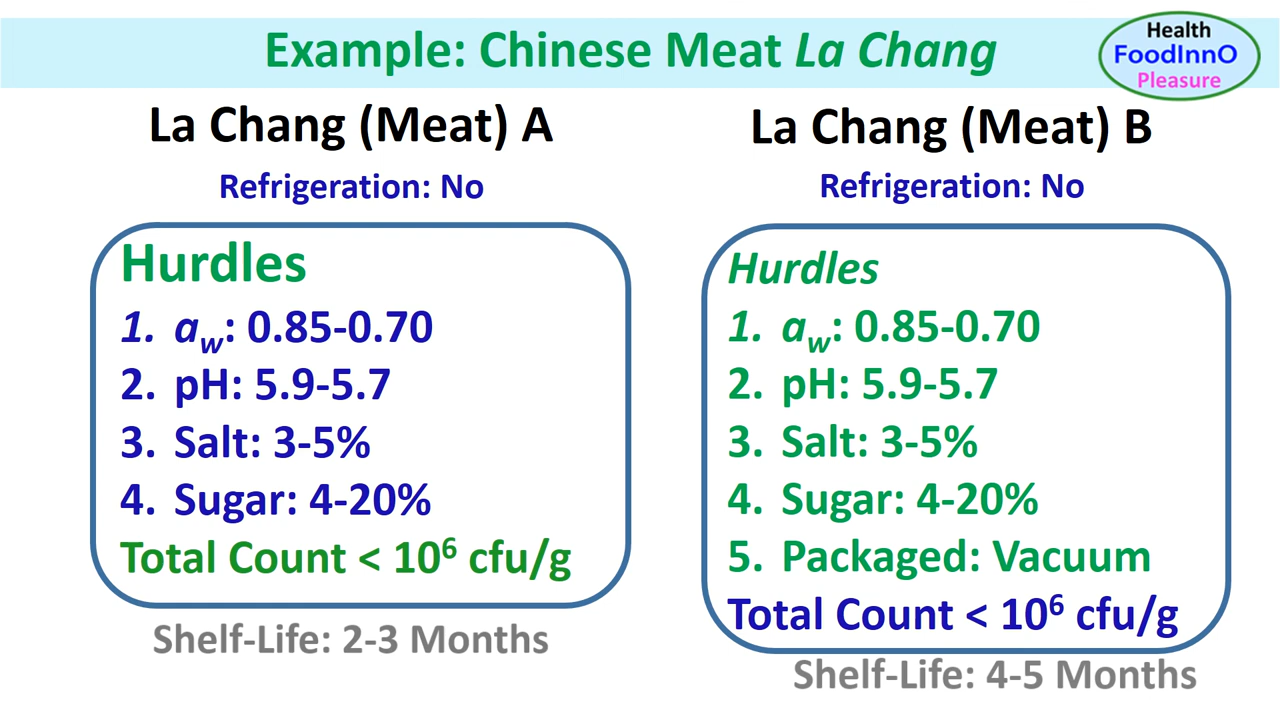 Example: Chinese Meat La Chang
Health
FoodInnO
Pleasure
La Chang (Meat) A
Refrigeration: No
Hurdles
1. aw: 0.85-0.70
2. pH: 5.9-5.7
3. Salt: 3-5%
4. Sugar: 4-20%
Total Count < 10⁶ cfu/g
Shelf-Life: 2-3 Months
La Chang (Meat) B
Refrigeration: No
Hurdles
1. aw: 0.85-0.70
2. pH: 5.9-5.7
3. Salt: 3-5%
4. Sugar: 4-20%
5. Packaged: Vacuum
Total Count < 10⁶ cfu/g
Shelf-Life: 4-5 Months